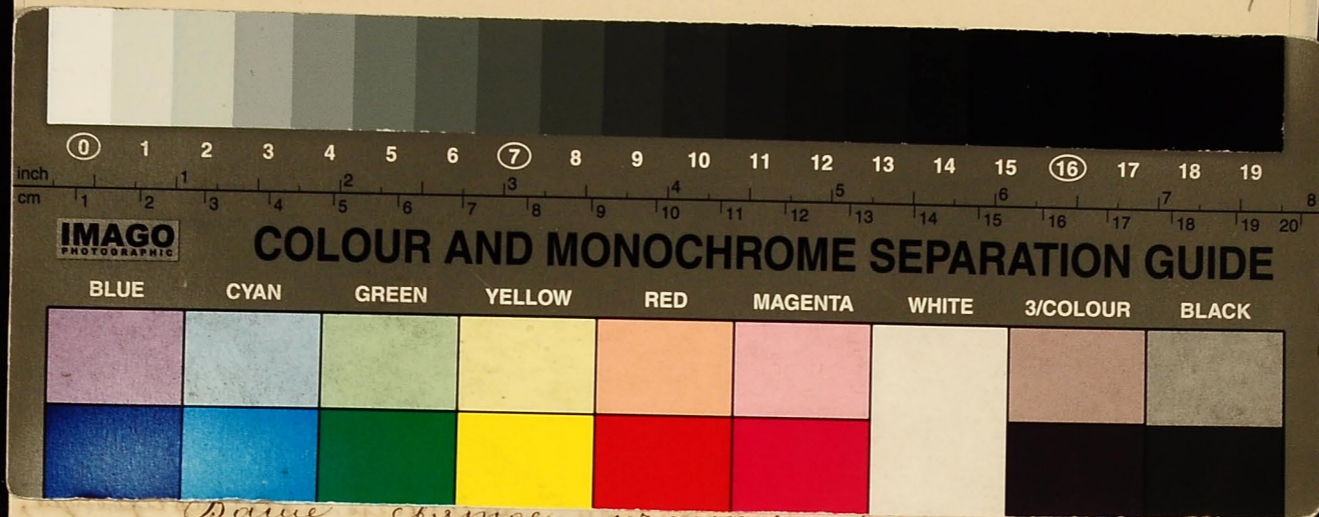 0 1 2 3 4 5 6 7 8 9 10 11 12 13 14 15 16 17 18 19
inch 1 2 3 4 5 6 7 8
cm 1 2 3 4 5 6 7 8 9 10 11 12 13 14 15 16 17 18 19 20
IMAGO
PHOTOGRAPHIC
COLOUR AND MONOCHROME SEPARATION GUIDE
BLUE CYAN GREEN YELLOW RED MAGENTA WHITE 3/COLOUR BLACK